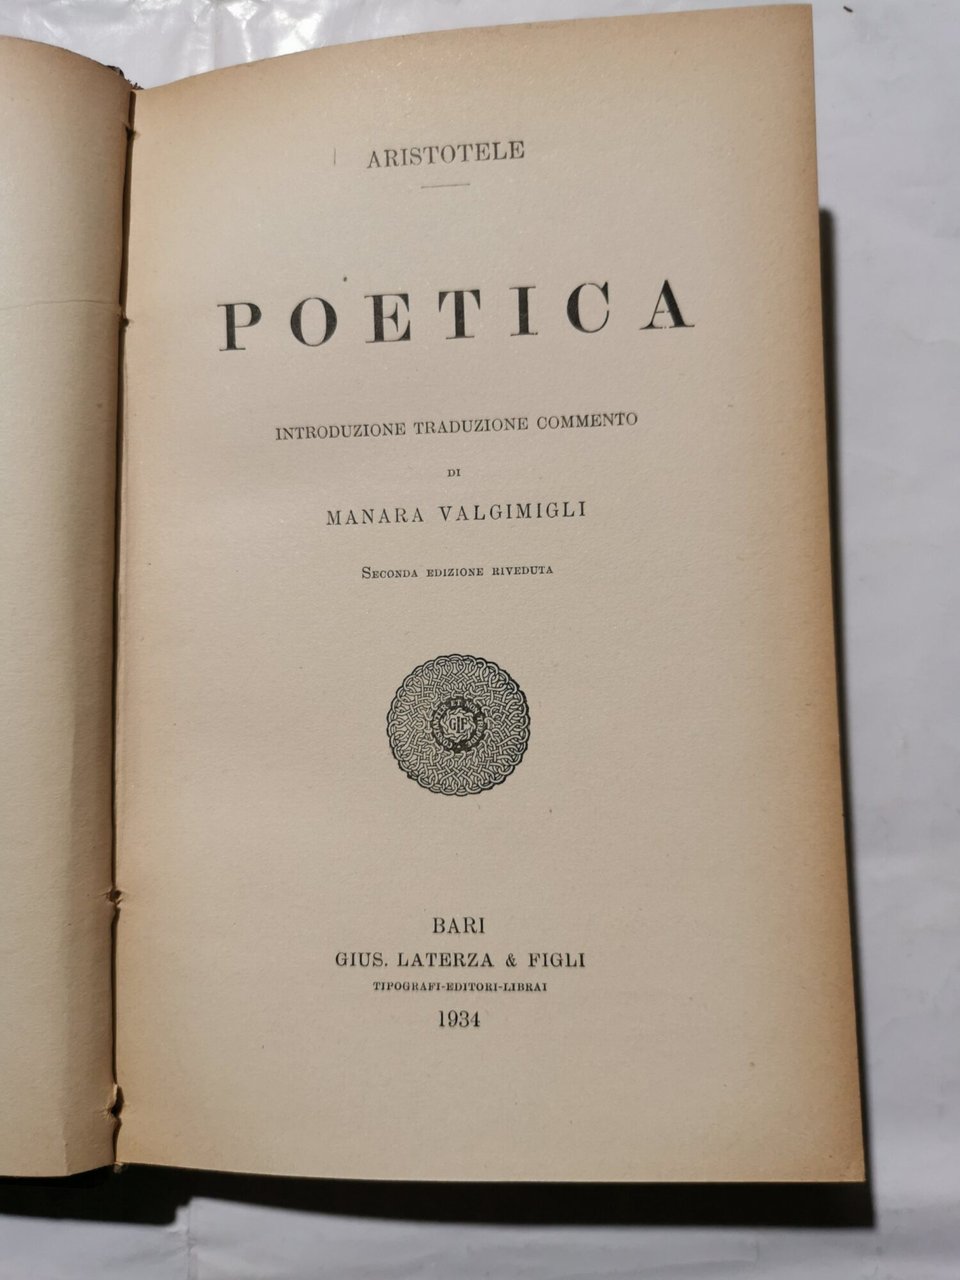 ARISTOTELE
POETICA
INTRODUZIONE TRADUZIONE COMMENTO
DI
MANARA VALGIMIGLI
SECONDA EDIZIONE RIVEDUTA
BARI
GIUS. LATERZA & FIGLI
TIPOGRAFI-EDITORI-LIBRAI
1934